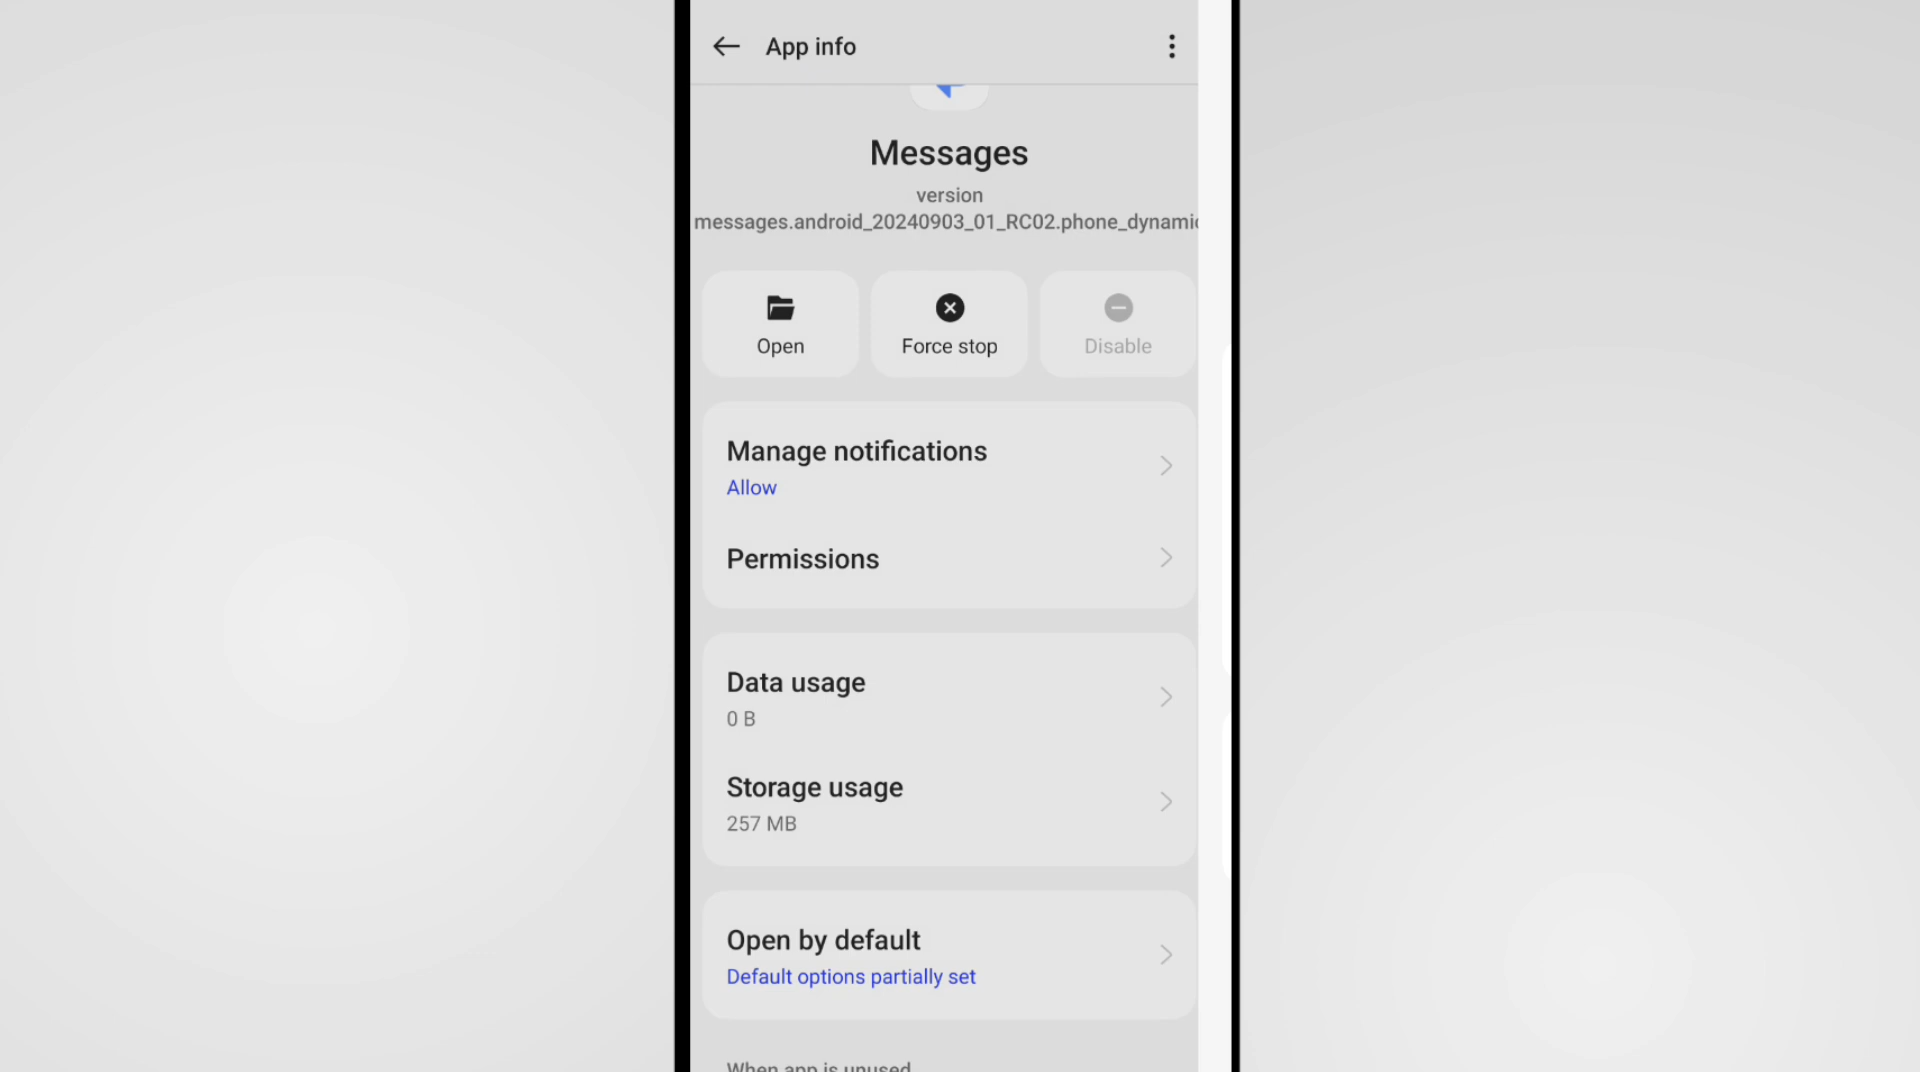 App info
Messages
version
messages.android_20240903_01_RC02.phone_dynamic
Open
Force stop
Disable
Manage notifications
Allow
Permissions
Data usage
0 B
Storage usage
257 MB
Open by default
Default options partially set
When app is unused